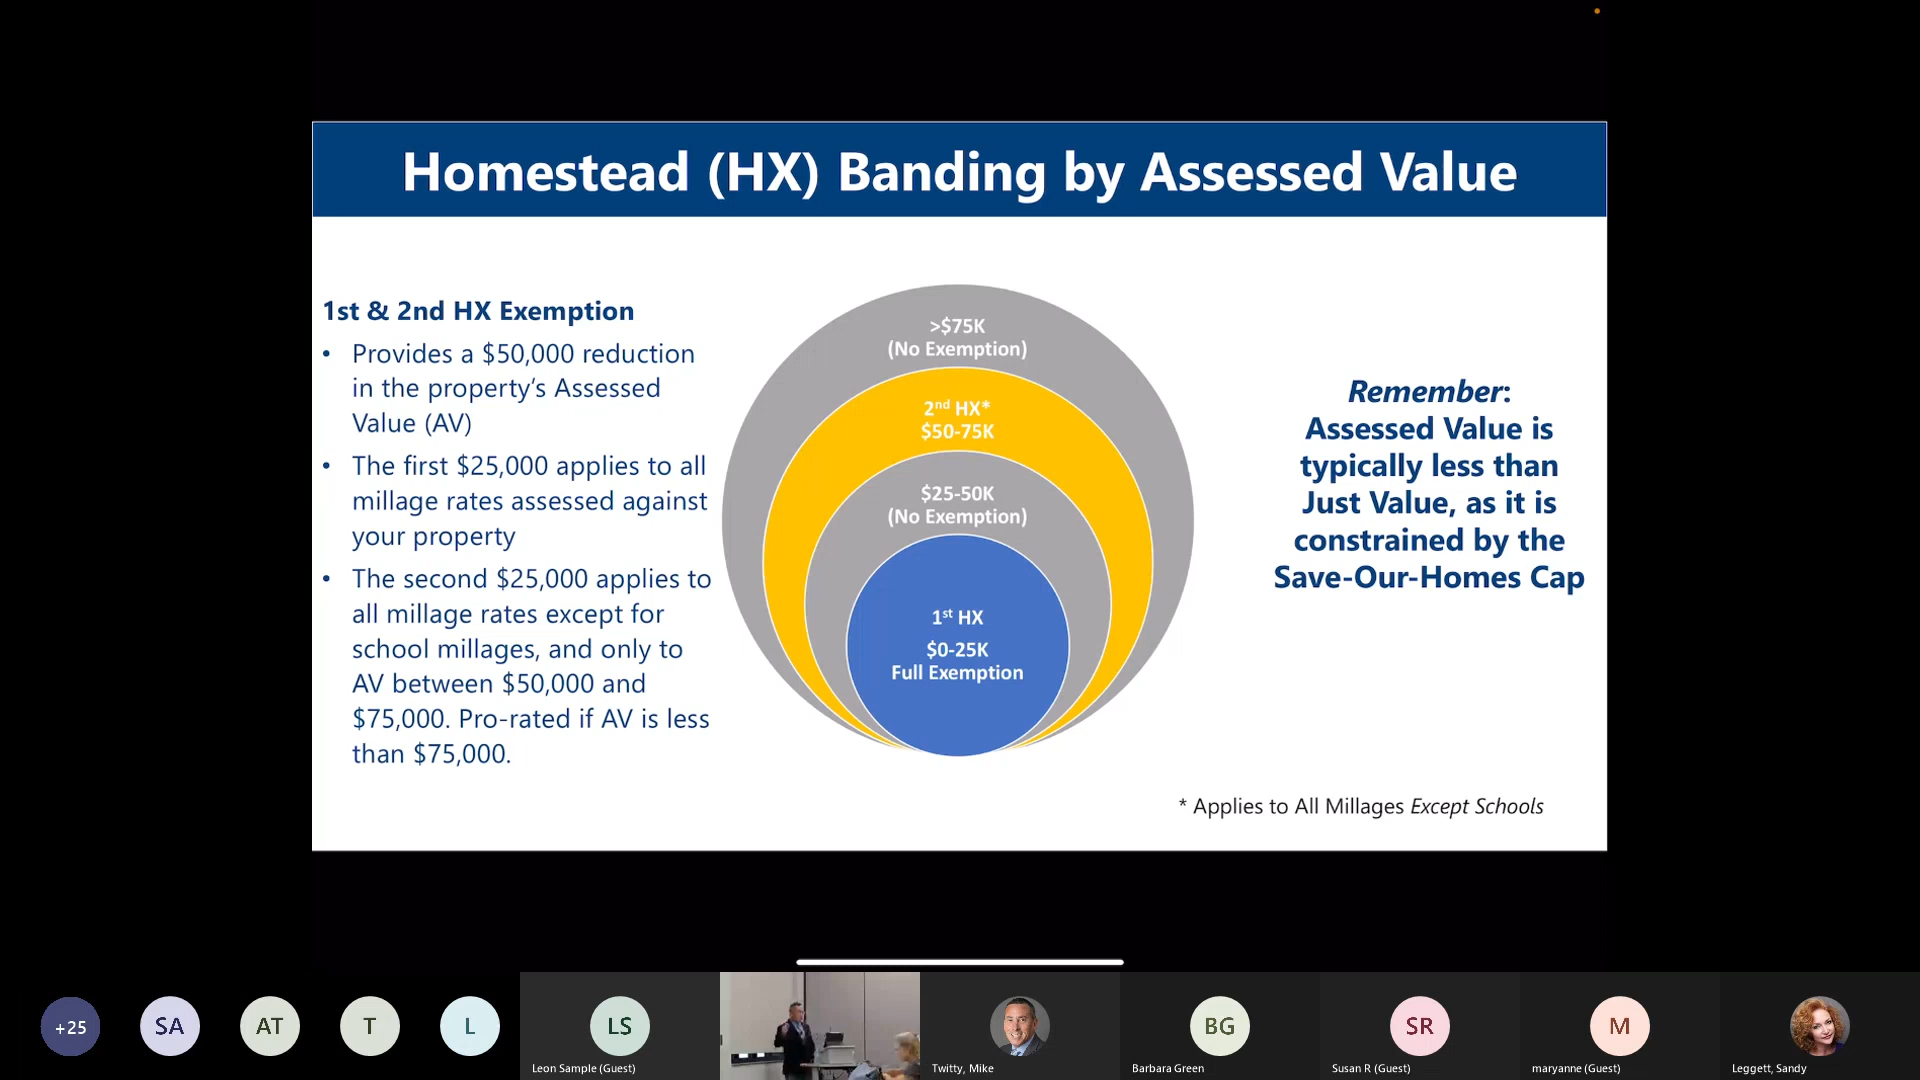 Homestead (HX) Banding by Assessed Value
1st & 2nd HX Exemption
• Provides a $50,000 reduction
in the property’s Assessed
Value (AV)
• The first $25,000 applies to all
millage rates assessed against
your property
• The second $25,000 applies to
all millage rates except for
school millages, and only to
AV between $50,000 and
$75,000. Pro-rated if AV is less
than $75,000.
>$75K
(No Exemption)
2nd HX*
$50-75K
$25-50K
(No Exemption)
1st HX
$0-25K
Full Exemption
Remember:
Assessed Value is
typically less than
Just Value, as it is
constrained by the
Save-Our-Homes Cap
* Applies to All Millages Except Schools
+25
SA
AT
T
L
LS
Leon Sample (Guest)
Twitty, Mike
BG
Barbara Green
SR
Susan R (Guest)
M
maryanne (Guest)
Leggett, Sandy